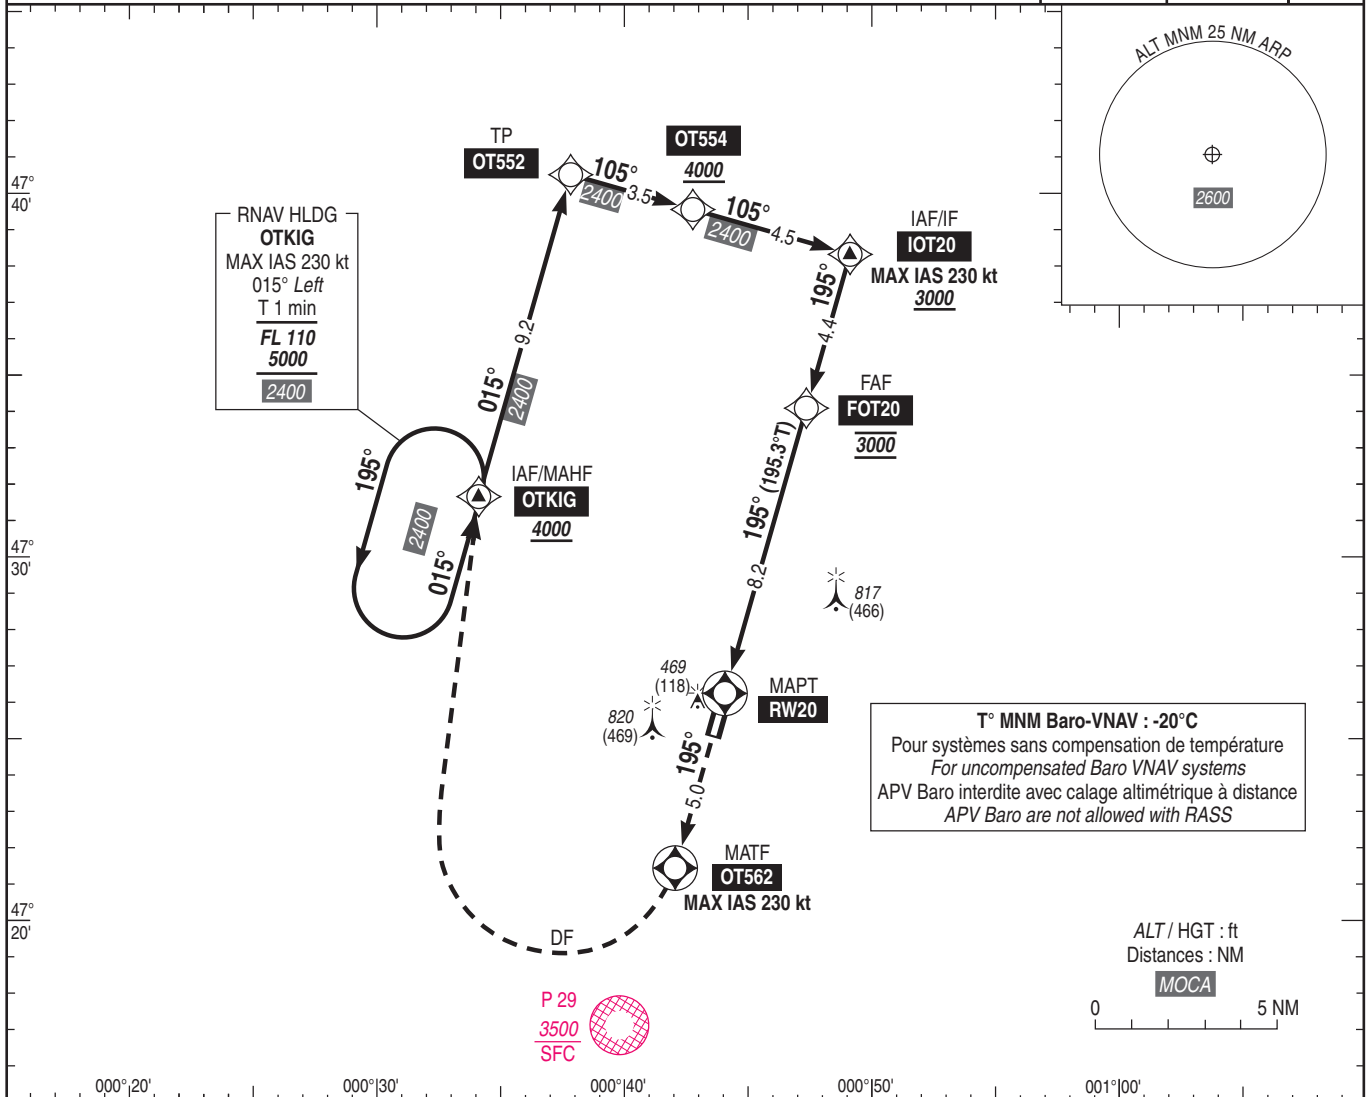 ALT MNM 25 NM ARP
2600
TP
OT552
105°
2400
3.5
OT554
4000
105°
2400
4.5
IAF/IF
IOT20
MAX IAS 230 kt
3000
47°
40'
RNAV HLDG
OTKIG
MAX IAS 230 kt
015° Left
T 1 min
FL 110
5000
2400
9.2
015°
2400
195°
4.4
FAF
FOT20
3000
195°
2400
015°
IAF/MAHF
OTKIG
4000
195° (195.3°T)
8.2
47°
30'
817
(466)
469
(118)
820
(469)
MAPT
RW20
195°
5.0
T° MNM Baro-VNAV : -20°C
Pour systèmes sans compensation de température
For uncompensated Baro VNAV systems
APV Baro interdite avec calage altimétrique à distance
APV Baro are not allowed with RASS
MATF
OT562
MAX IAS 230 kt
47°
20'
DF
ALT / HGT : ft
Distances : NM
MOCA
0 5 NM
P 29
3500
SFC
000°20' 000°30' 000°40' 000°50' 001°00'